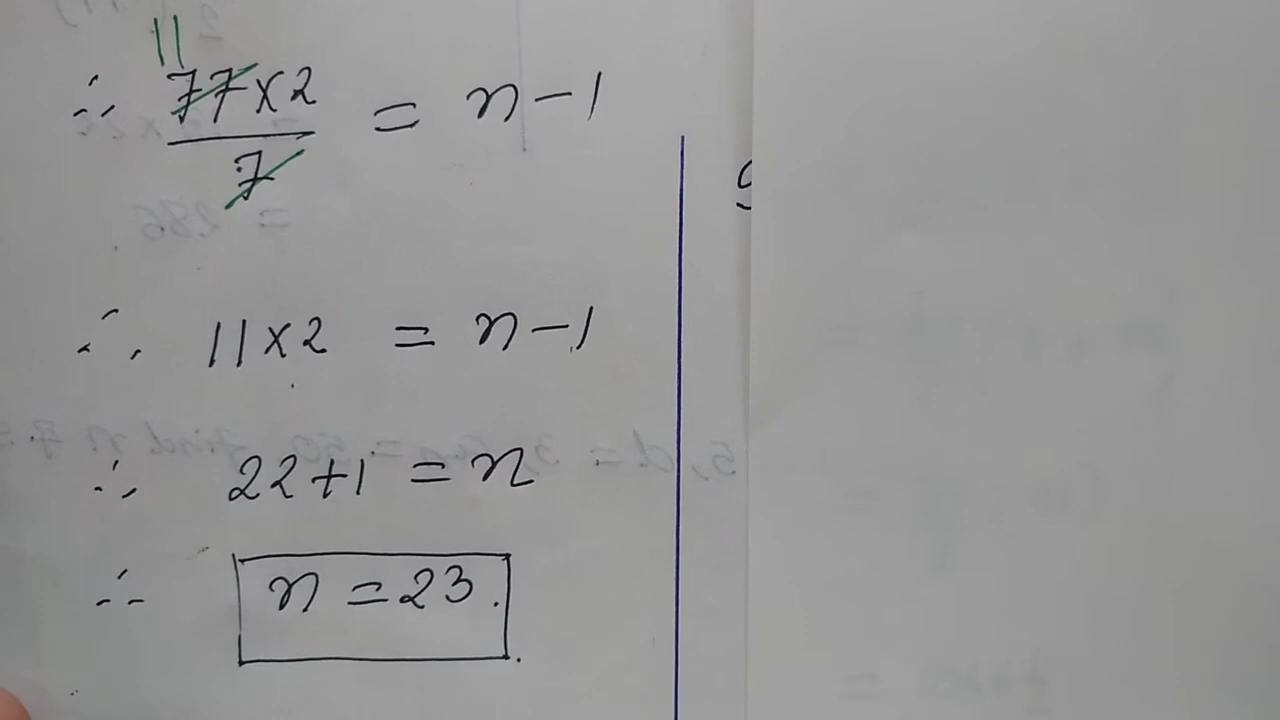 11
∴ 77×2/7 = n-1
∴ 11×2 = n-1
∴ 22+1 = n
∴ n = 23.